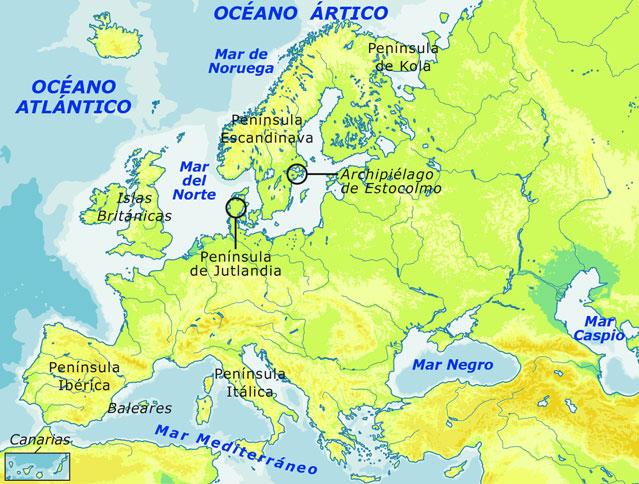 OCÉANO ÁRTICO
Mar de
Noruega
Península
de Kola
OCÉANO
ATLÁNTICO
Península
Escandinava
Mar
del
Norte
Archipiélago
de Estocolmo
Islas
Británicas
Península
de Jutlandia
Mar
Caspio
Mar Negro
Península
Ibérica
Península
Itálica
Baleares
Mar Mediterráneo
Canarias